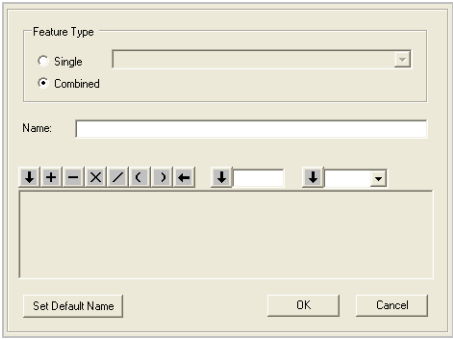 Feature Type
Single
Combined
Name:
+ − × / ( )
Set Default Name OK Cancel